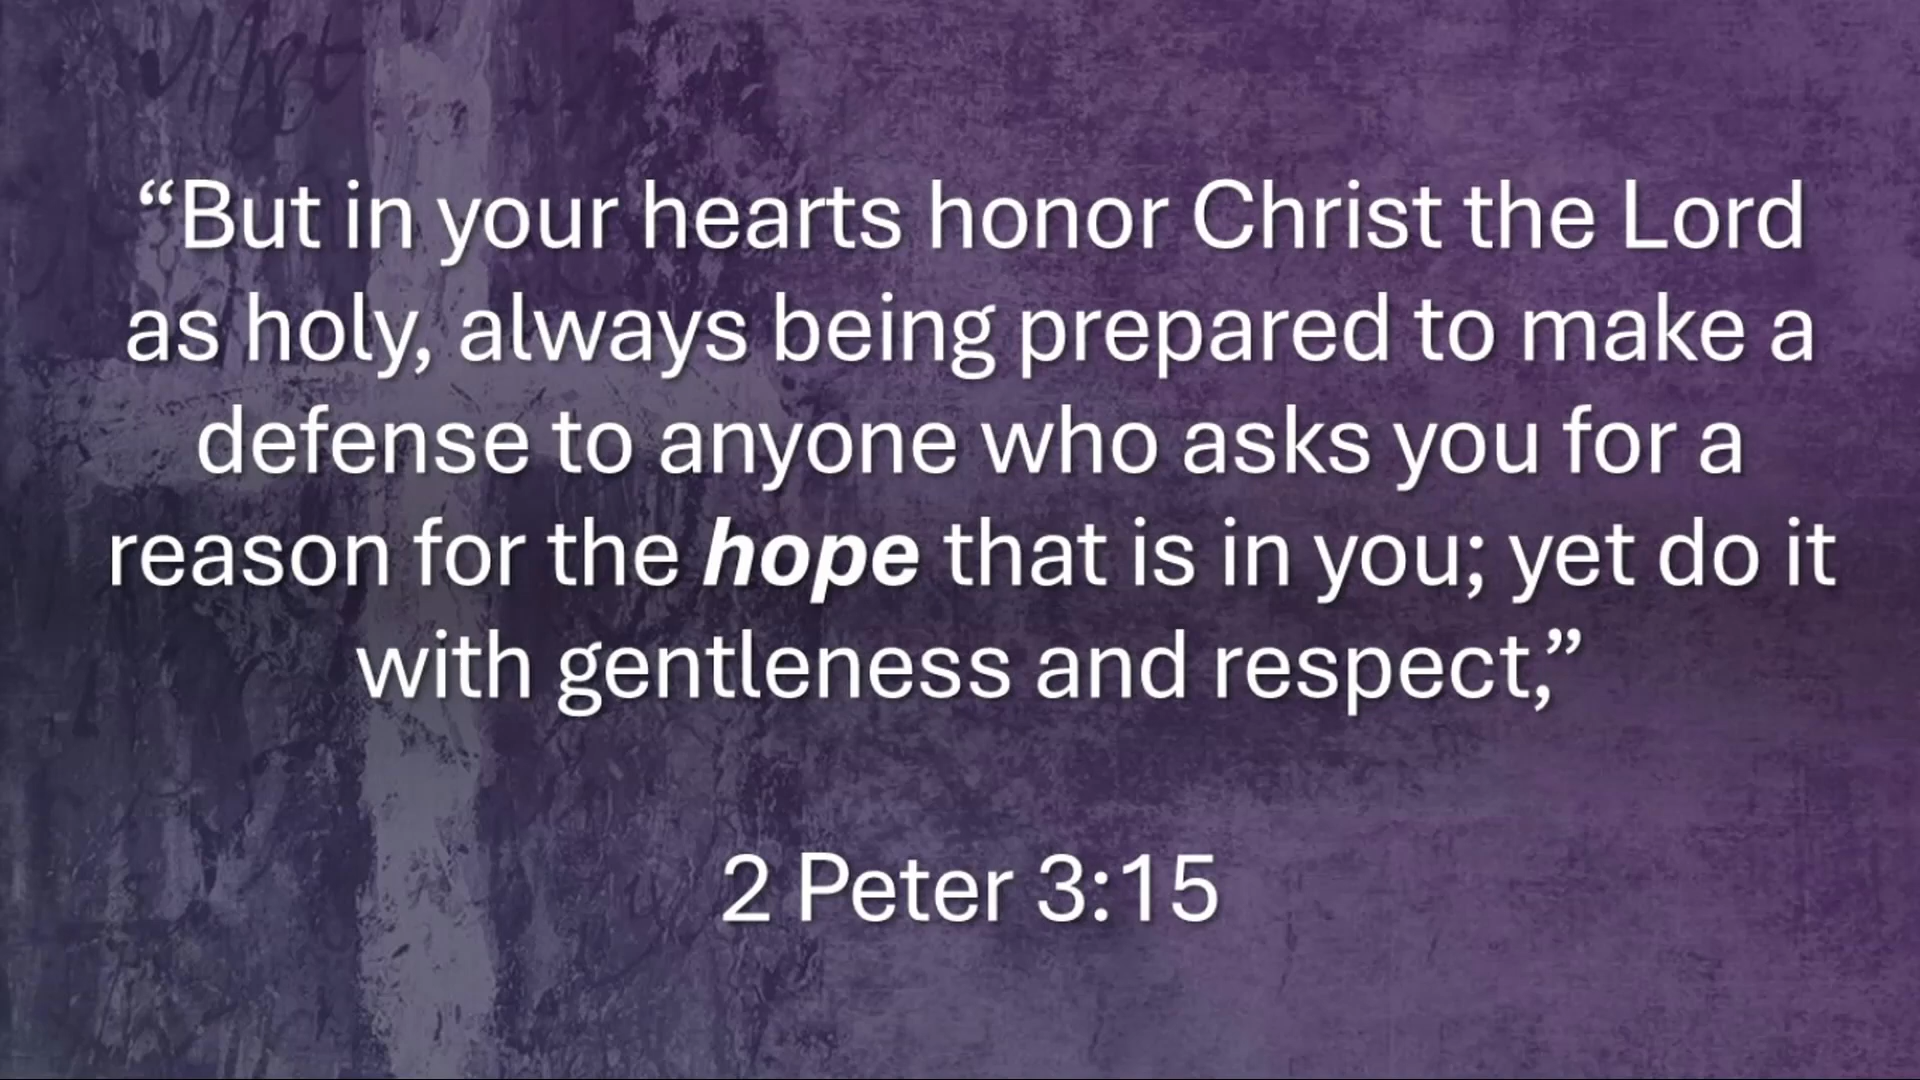 “But in your hearts honor Christ the Lord
as holy, always being prepared to make a
defense to anyone who asks you for a
reason for the hope that is in you; yet do it
with gentleness and respect,”
2 Peter 3:15